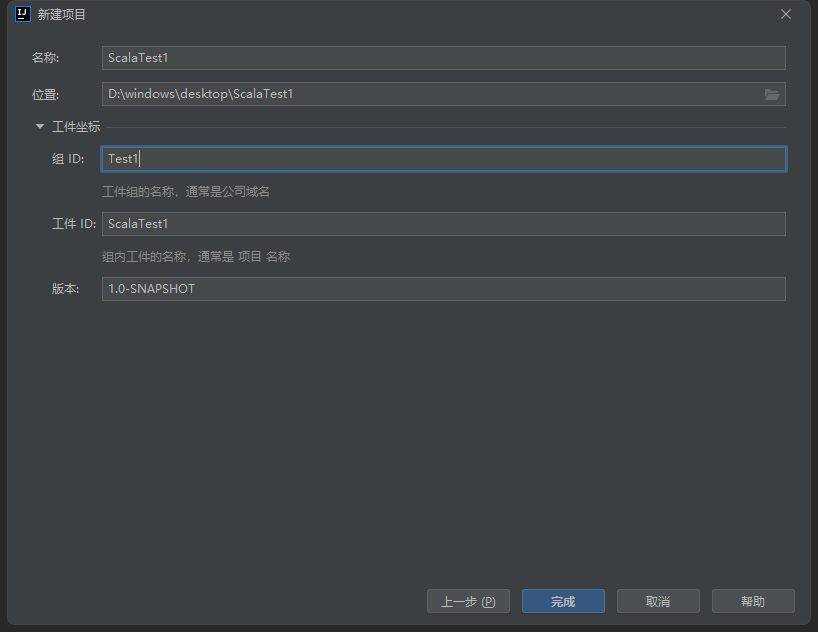 IJ 新建项目
名称: ScalaTest1
位置: D:\windows\desktop\ScalaTest1
工件坐标
组 ID: Test1
工件组的名称，通常是公司域名
工件 ID: ScalaTest1
组内工件的名称，通常是 项目 名称
版本: 1.0-SNAPSHOT
上一步 (P) 完成 取消 帮助